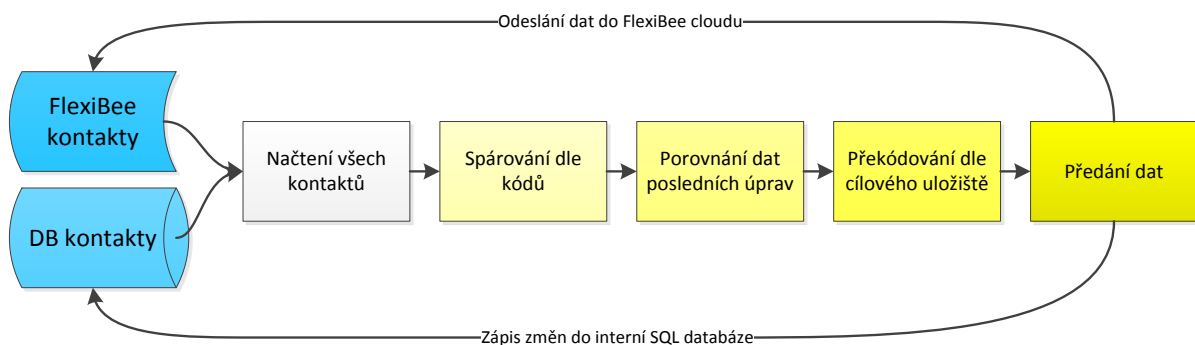 Odeslání dat do FlexiBee cloudu
FlexiBee
kontakty
DB kontakty
Načtení všech
kontaktů
Spárování dle
kódů
Porovnání dat
posledních úprav
Překódování dle
cílového uložiště
Předání dat
Zápis změn do interní SQL databáze